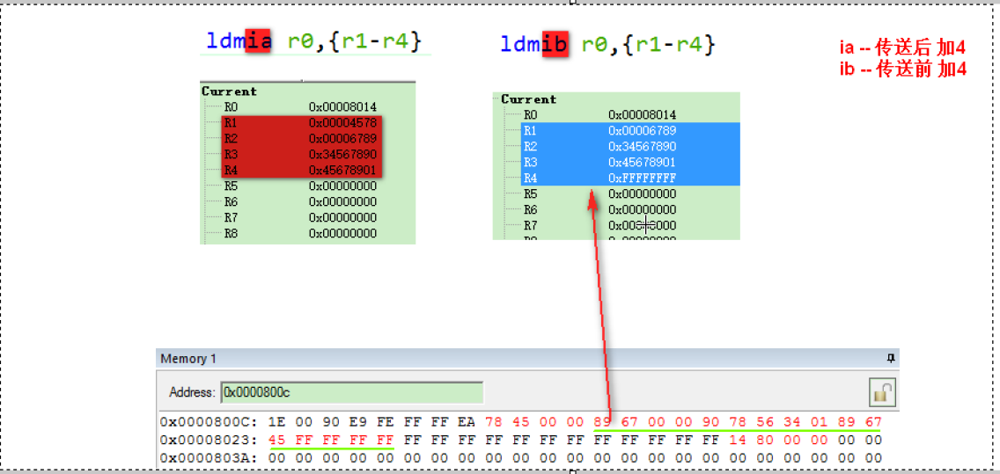 ldmia r0,{r1-r4}
ldmib r0,{r1-r4}
ia -- 传送后 加4
ib -- 传送前 加4
Current
R0 0x00008014
R1 0x00004578
R2 0x00006789
R3 0x34567890
R4 0x45678901
R5 0x00000000
R6 0x00000000
R7 0x00000000
R8 0x00000000
Current
R0 0x00008014
R1 0x00006789
R2 0x34567890
R3 0x45678901
R4 0xFFFFFFFF
R5 0x00000000
R6 0x00000000
R7 0x00000000
Memory 1
Address: 0x0000800c
0x0000800C: 1E 00 90 E9 FE FF FF EA 78 45 00 00 89 67 00 00 90 78 56 34 01 89 67
0x00008023: 45 FF FF FF FF FF FF FF FF FF FF FF FF FF FF FF FF 14 80 00 00 00 00
0x0000803A: 00 00 00 00 00 00 00 00 00 00 00 00 00 00 00 00 00 00 00 00 00 00 00